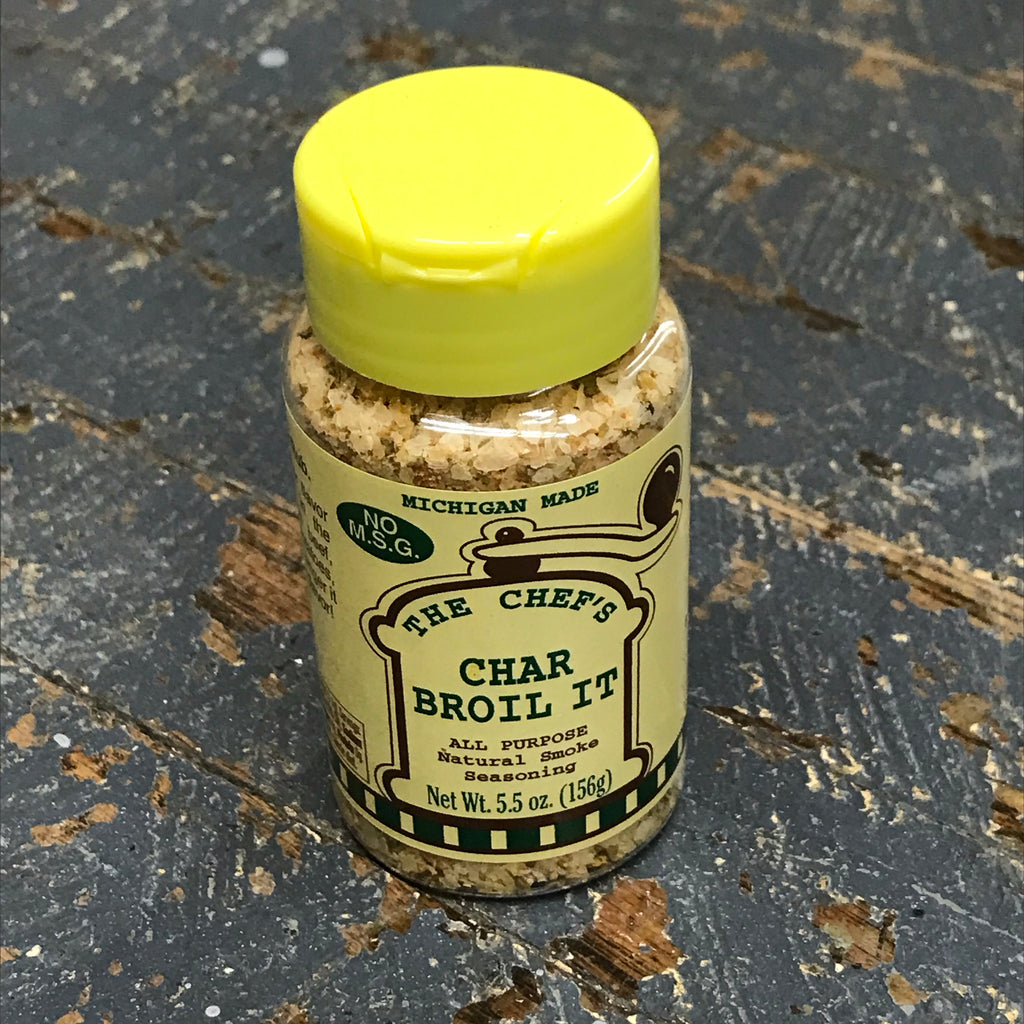 MICHIGAN MADE
NO
M.S.G.
THE CHEF'S
CHAR
BROIL IT
ALL PURPOSE
Natural Smoke
Seasoning
Net Wt. 5.5 oz. (156g)
the